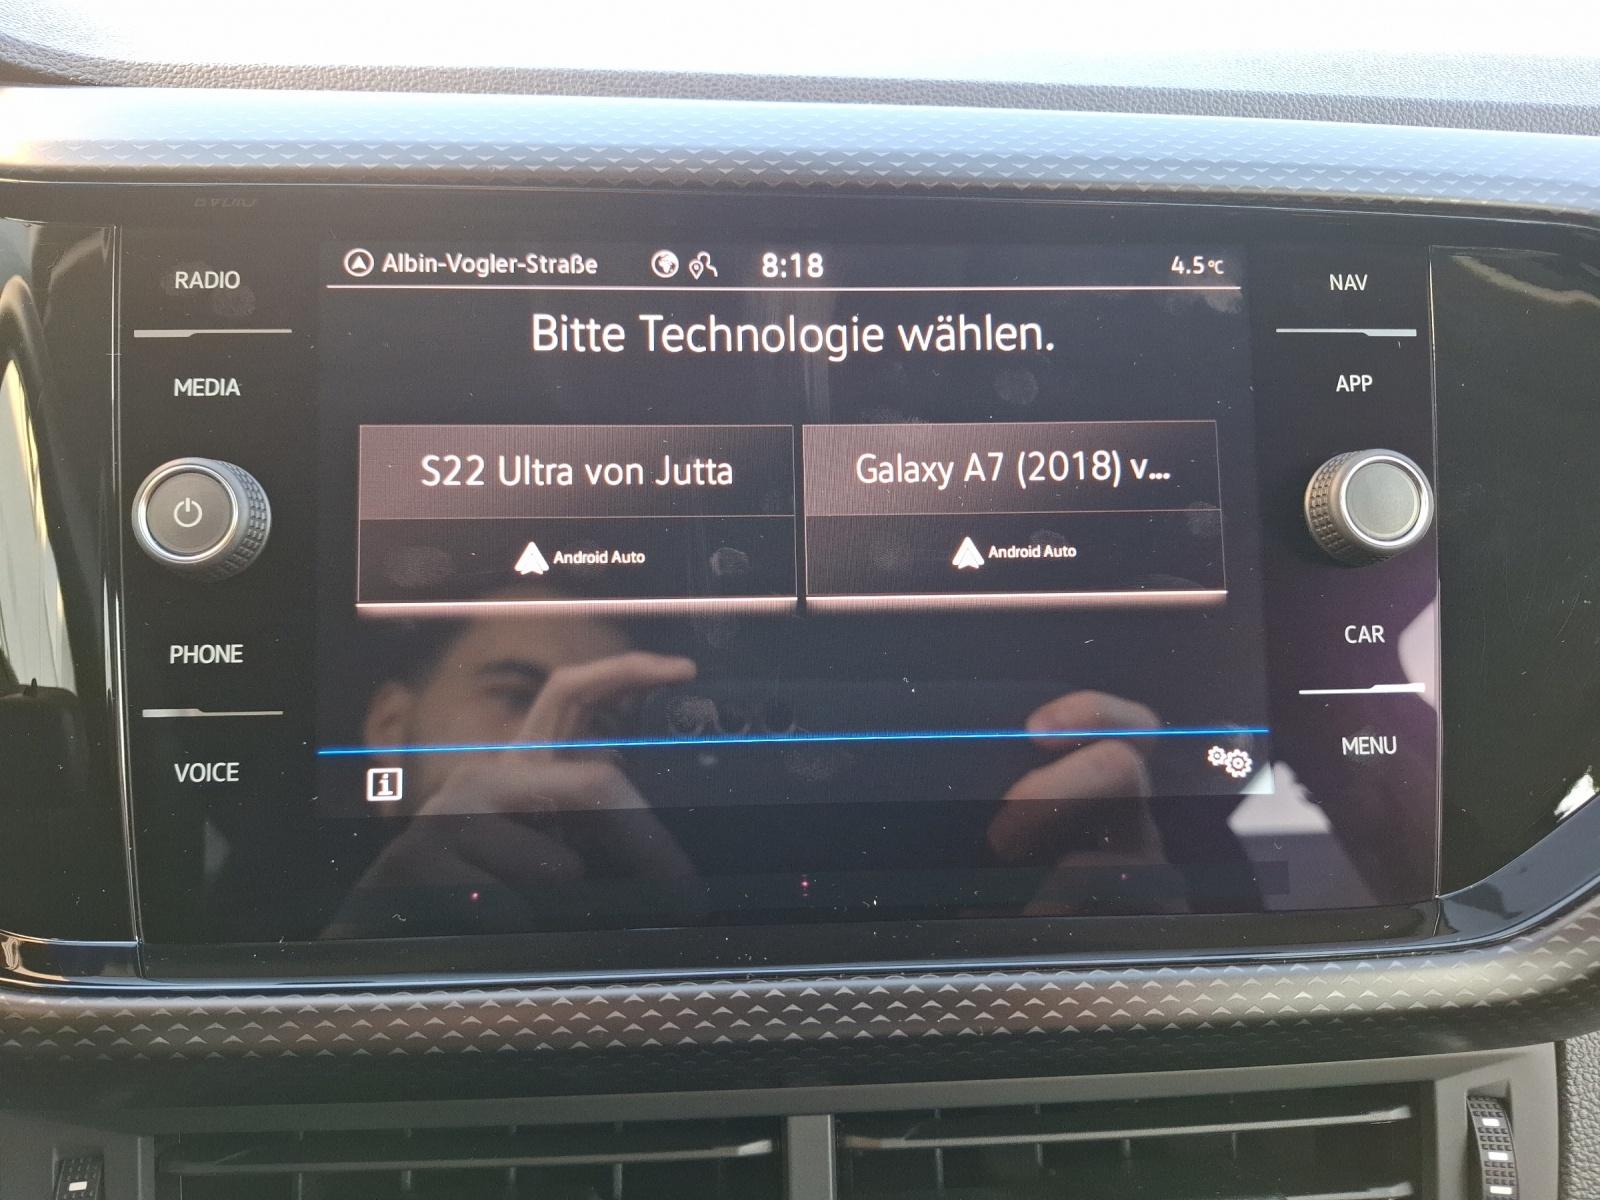 Albin-Vogler-Straße 8:18 4.5°C
Bitte Technologie wählen.
S22 Ultra von Jutta
Android Auto
Galaxy A7 (2018) v...
Android Auto
RADIO
MEDIA
PHONE
VOICE
NAV
APP
CAR
MENU